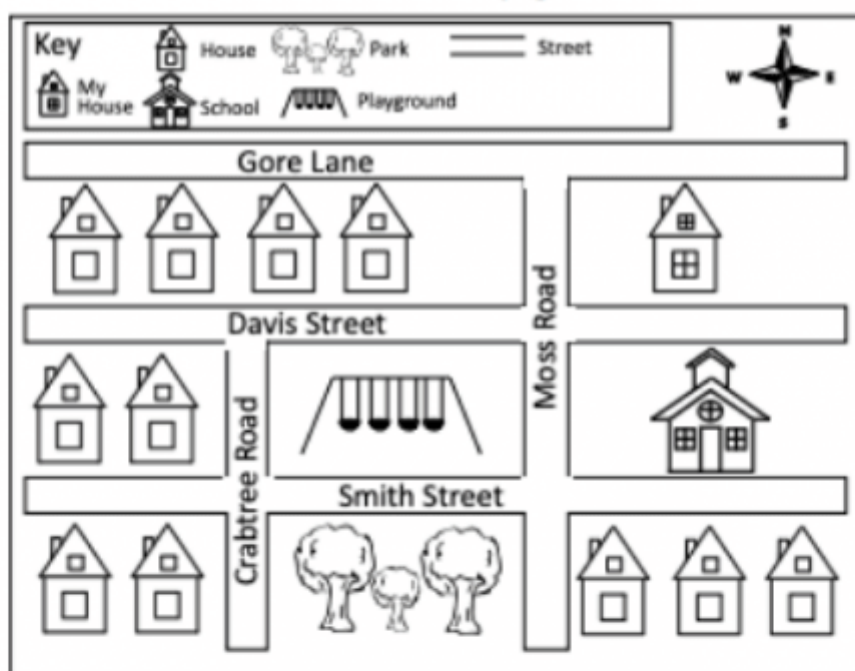 Key
House
Park
Street
My
House
School
Playground
N
W E
S
Gore Lane
Davis Street
Moss Road
Crabtree Road
Smith Street